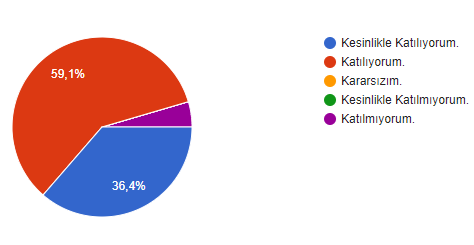 59,1%
36,4%
Kesinlikle Katılıyorum.
Katılıyorum.
Kararsızım.
Kesinlikle Katılmıyorum.
Katılmıyorum.